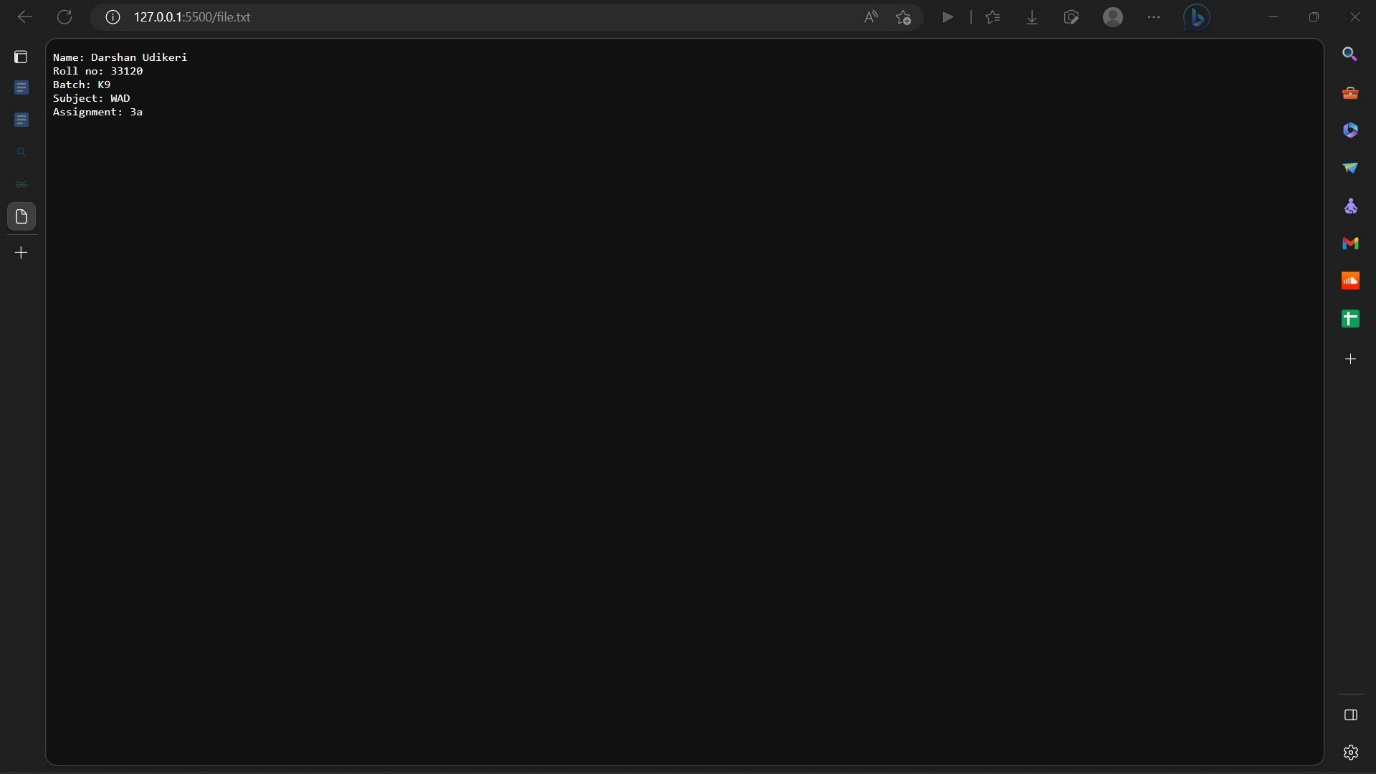 127.0.0.1:5500/file.txt
Name: Darshan Udikeri
Roll no: 33120
Batch: K9
Subject: WAD
Assignment: 3a